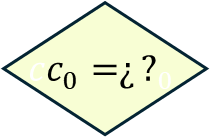 c₀ =¿ ?